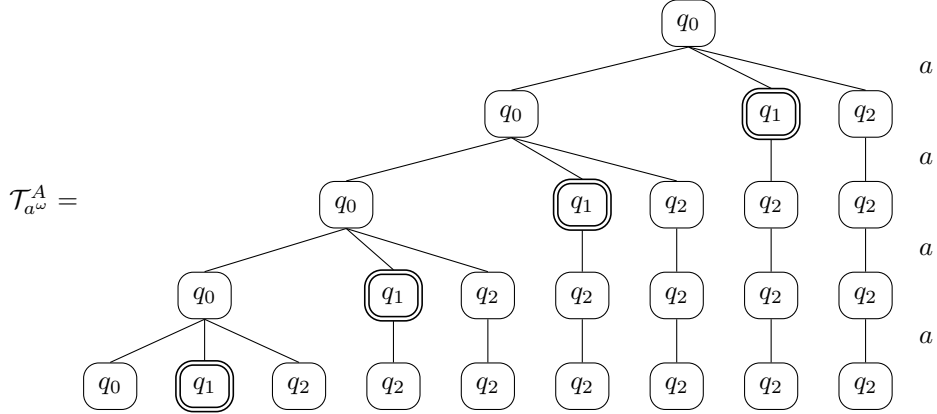 q₀
a
q₀ q₁ q₂
a
𝒯ᴬ_{a^ω} = q₀ q₁ q₂ q₂ q₂
a
q₀ q₁ q₂ q₂ q₂ q₂ q₂
a
q₀ q₁ q₂ q₂ q₂ q₂ q₂ q₂ q₂